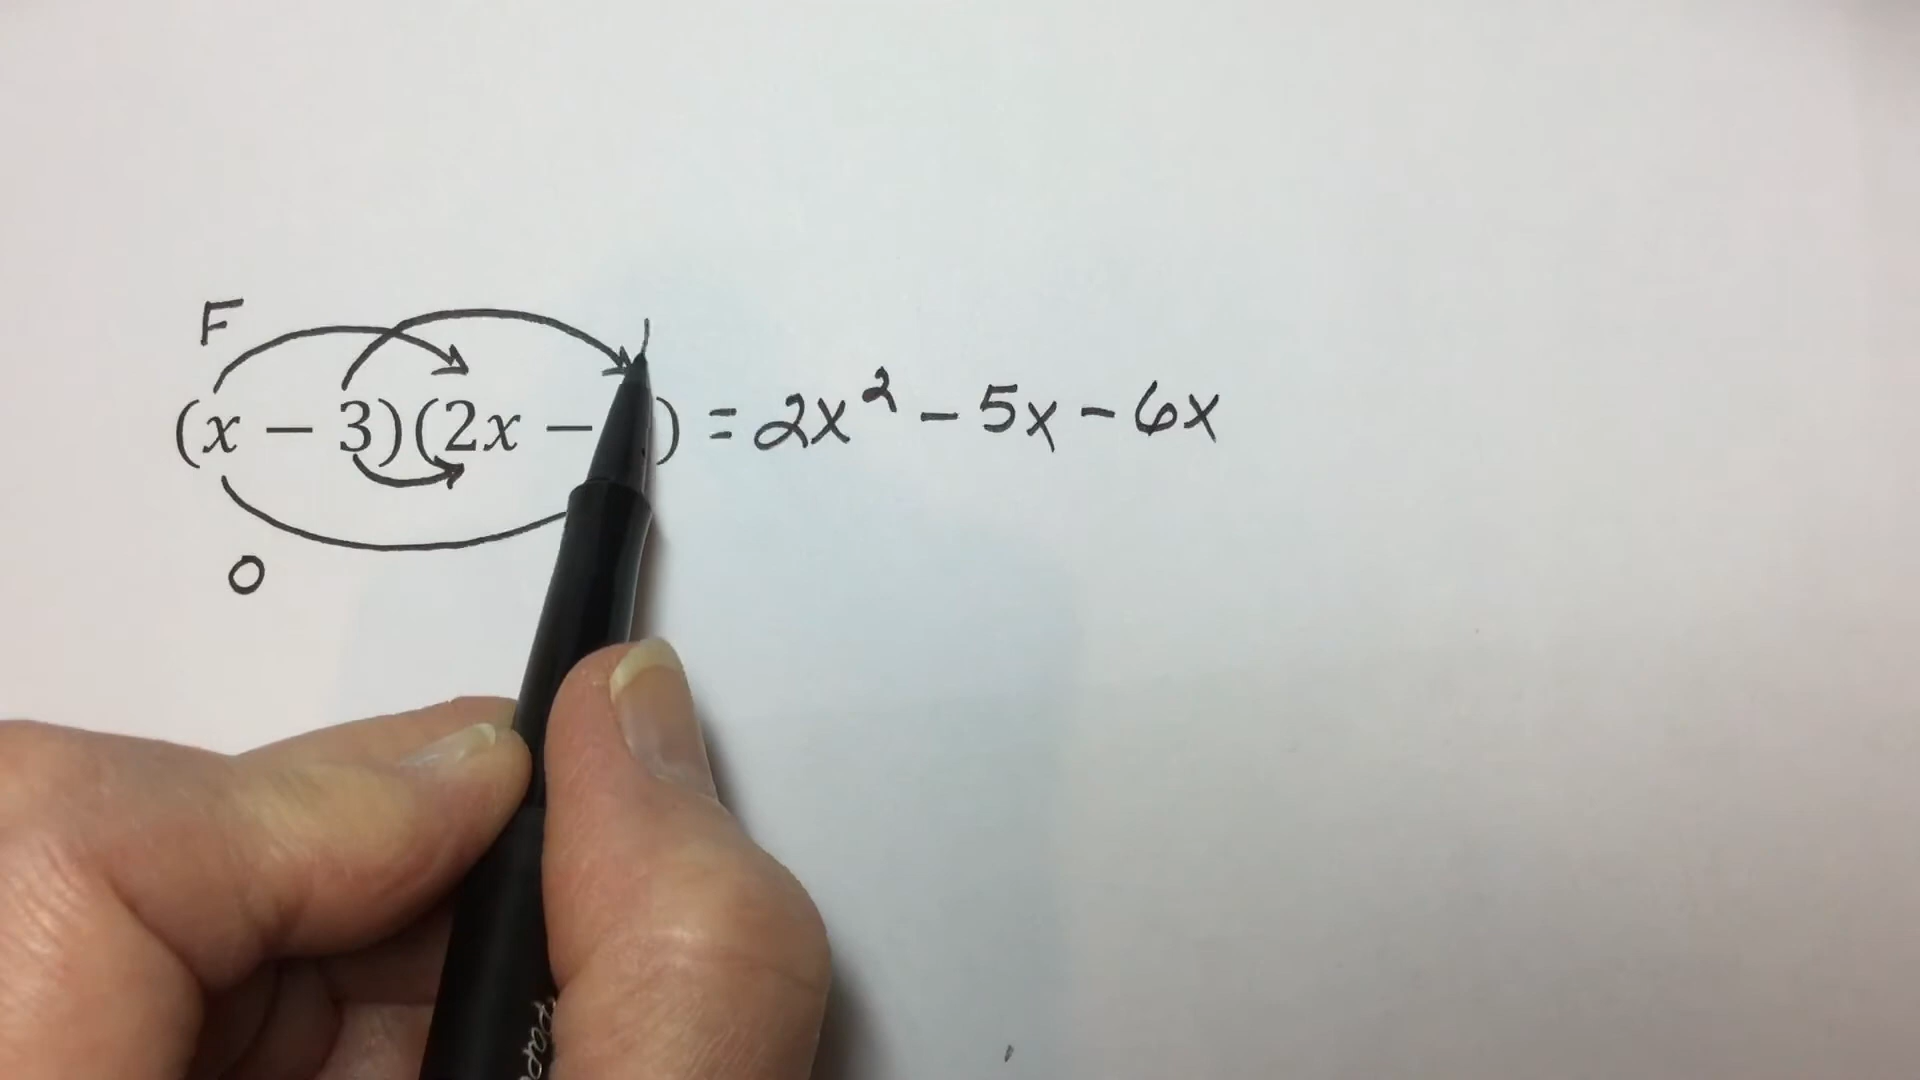 F
(x − 3)(2x − ) = 2x² − 5x − 6x
O